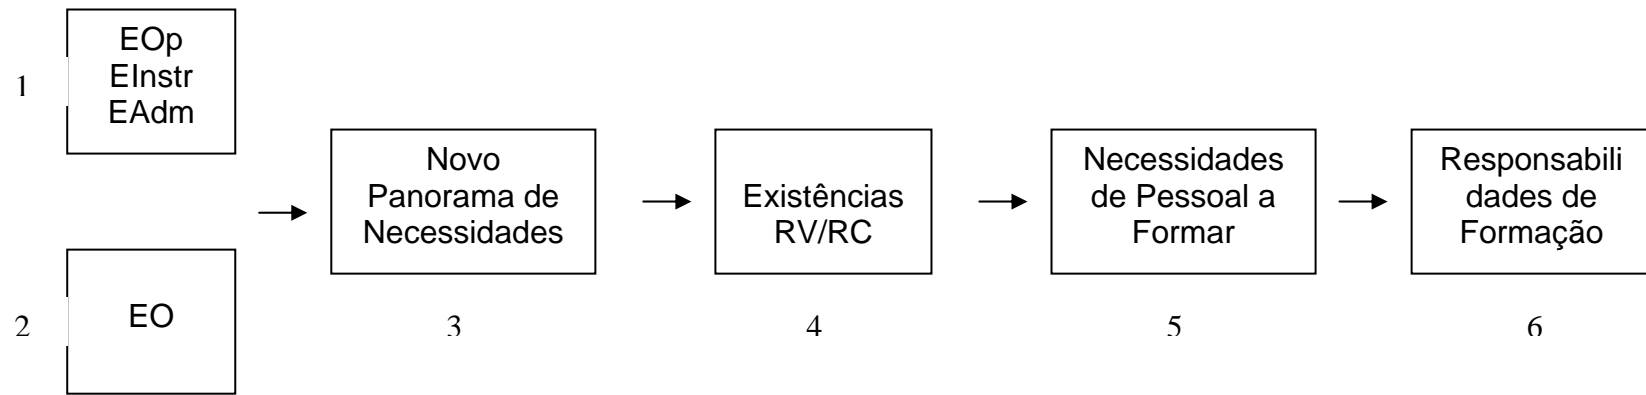 1
EOp
EInstr
EAdm
2
EO
Novo
Panorama de
Necessidades
3
Existências
RV/RC
4
Necessidades
de Pessoal a
Formar
5
Responsabili
dades de
Formação
6